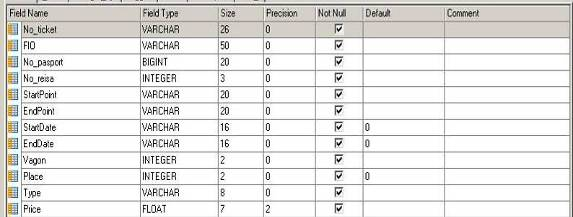 Field Name Field Type Size Precision Not Null Default Comment
No_ticket VARCHAR 26 0
FIO VARCHAR 50 0
No_pasport BIGINT 20 0
No_reisa INTEGER 3 0
StartPoint VARCHAR 20 0
EndPoint VARCHAR 20 0
StartDate VARCHAR 16 0 0
EndDate VARCHAR 16 0 0
Vagon INTEGER 2 0
Place INTEGER 2 0 0
Type VARCHAR 8 0
Price FLOAT 7 2